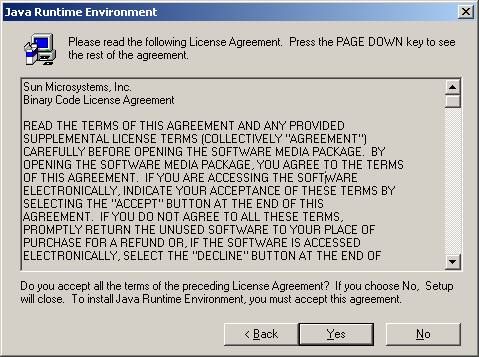 Java Runtime Environment
Please read the following License Agreement. Press the PAGE DOWN key to see
the rest of the agreement.
Sun Microsystems, Inc.
Binary Code License Agreement
READ THE TERMS OF THIS AGREEMENT AND ANY PROVIDED
SUPPLEMENTAL LICENSE TERMS (COLLECTIVELY "AGREEMENT")
CAREFULLY BEFORE OPENING THE SOFTWARE MEDIA PACKAGE. BY
OPENING THE SOFTWARE MEDIA PACKAGE, YOU AGREE TO THE TERMS
OF THIS AGREEMENT. IF YOU ARE ACCESSING THE SOFTWARE
ELECTRONICALLY, INDICATE YOUR ACCEPTANCE OF THESE TERMS BY
SELECTING THE "ACCEPT" BUTTON AT THE END OF THIS
AGREEMENT. IF YOU DO NOT AGREE TO ALL THESE TERMS,
PROMPTLY RETURN THE UNUSED SOFTWARE TO YOUR PLACE OF
PURCHASE FOR A REFUND OR, IF THE SOFTWARE IS ACCESSED
ELECTRONICALLY, SELECT THE "DECLINE" BUTTON AT THE END OF
Do you accept all the terms of the preceding License Agreement? If you choose No, Setup
will close. To install Java Runtime Environment, you must accept this agreement.
< Back Yes No